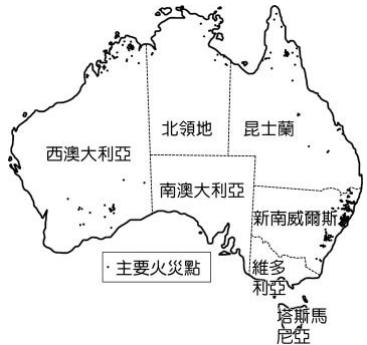 北領地
昆士蘭
西澳大利亞
南澳大利亞
新南威爾斯
·主要火災點
維多
利亞
塔斯馬
尼亞